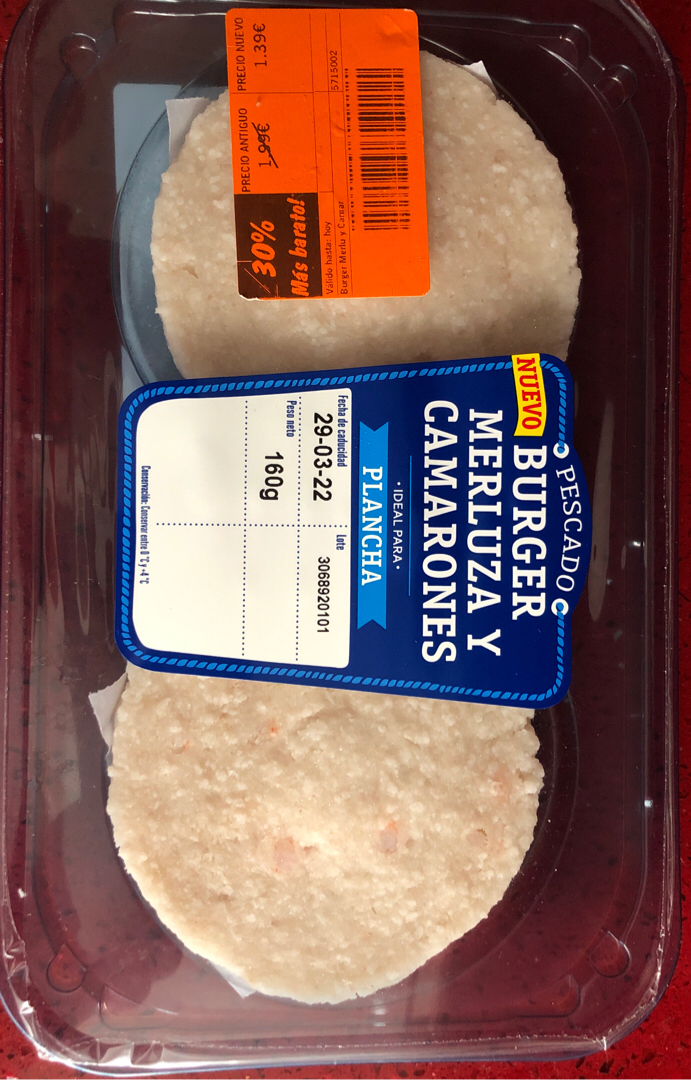 PRECIO ANTIGUO PRECIO NUEVO
1.99€ 1.39€
30%
Más barato!
Válido hasta: hoy
5715002
Burger Merlu y Camar
PESCADO
NUEVO
BURGER
MERLUZA Y
CAMARONES
• IDEAL PARA •
PLANCHA
Fecha de caducidad Lote
29-03-22 3068920101
Peso neto
160g
Conservación: Conservar entre 0 °C y +4 °C